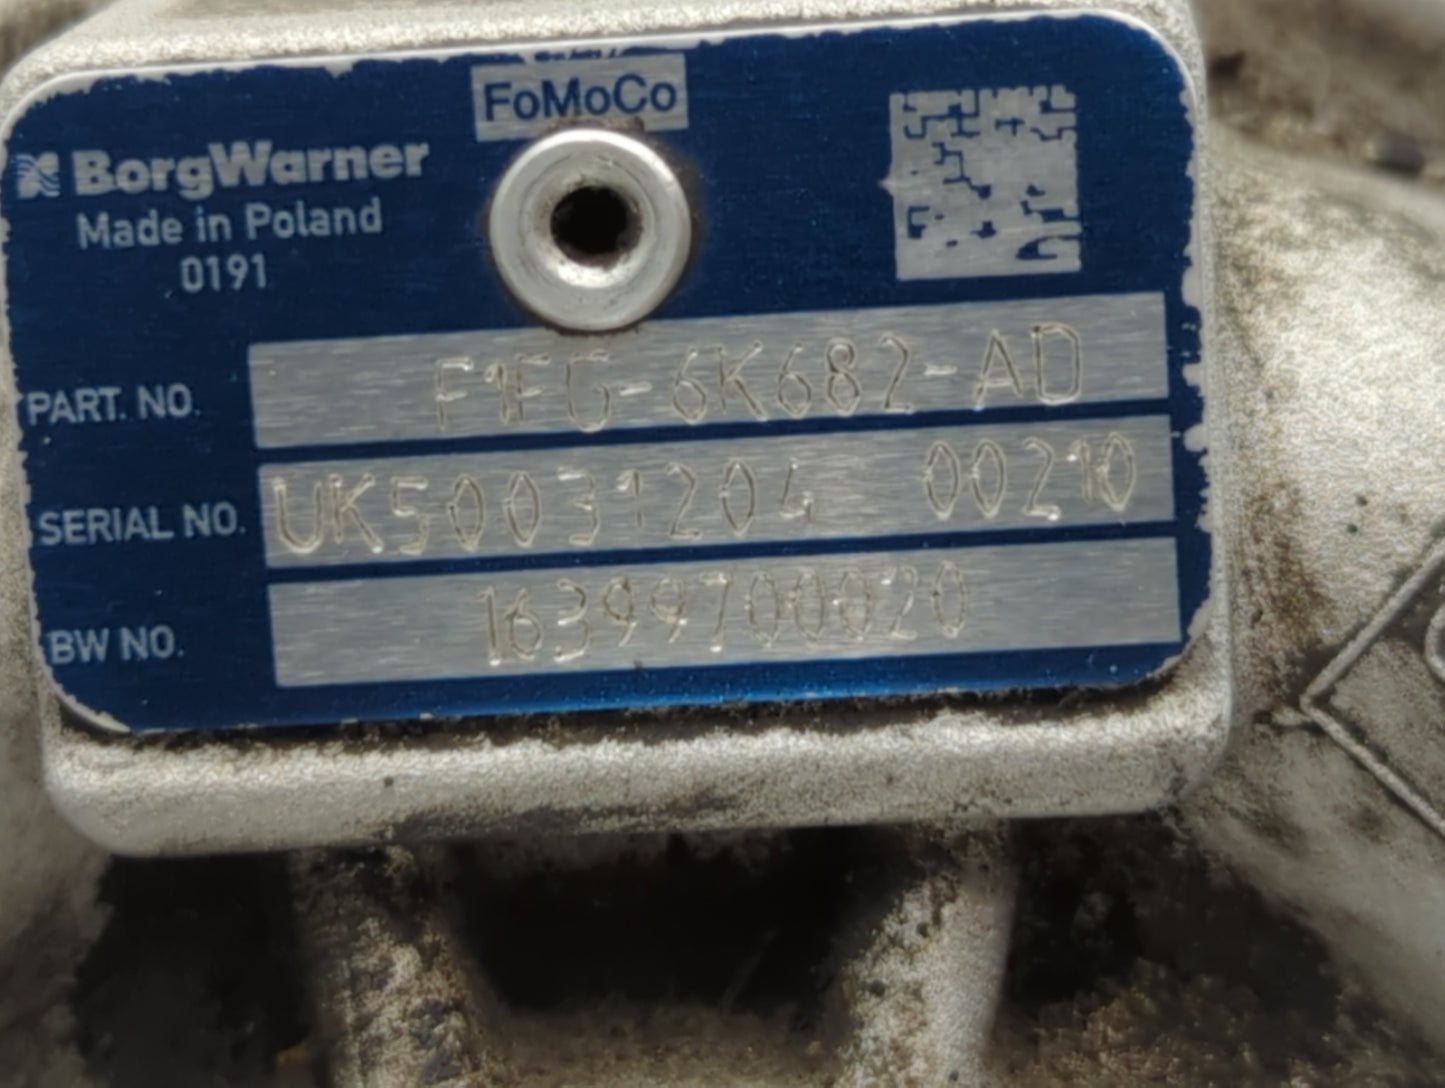 FoMoCo
BorgWarner
Made in Poland
0191
PART. NO. F1FG-6K682-AD
SERIAL NO. UK50031204 00210
BW NO. 16399700020